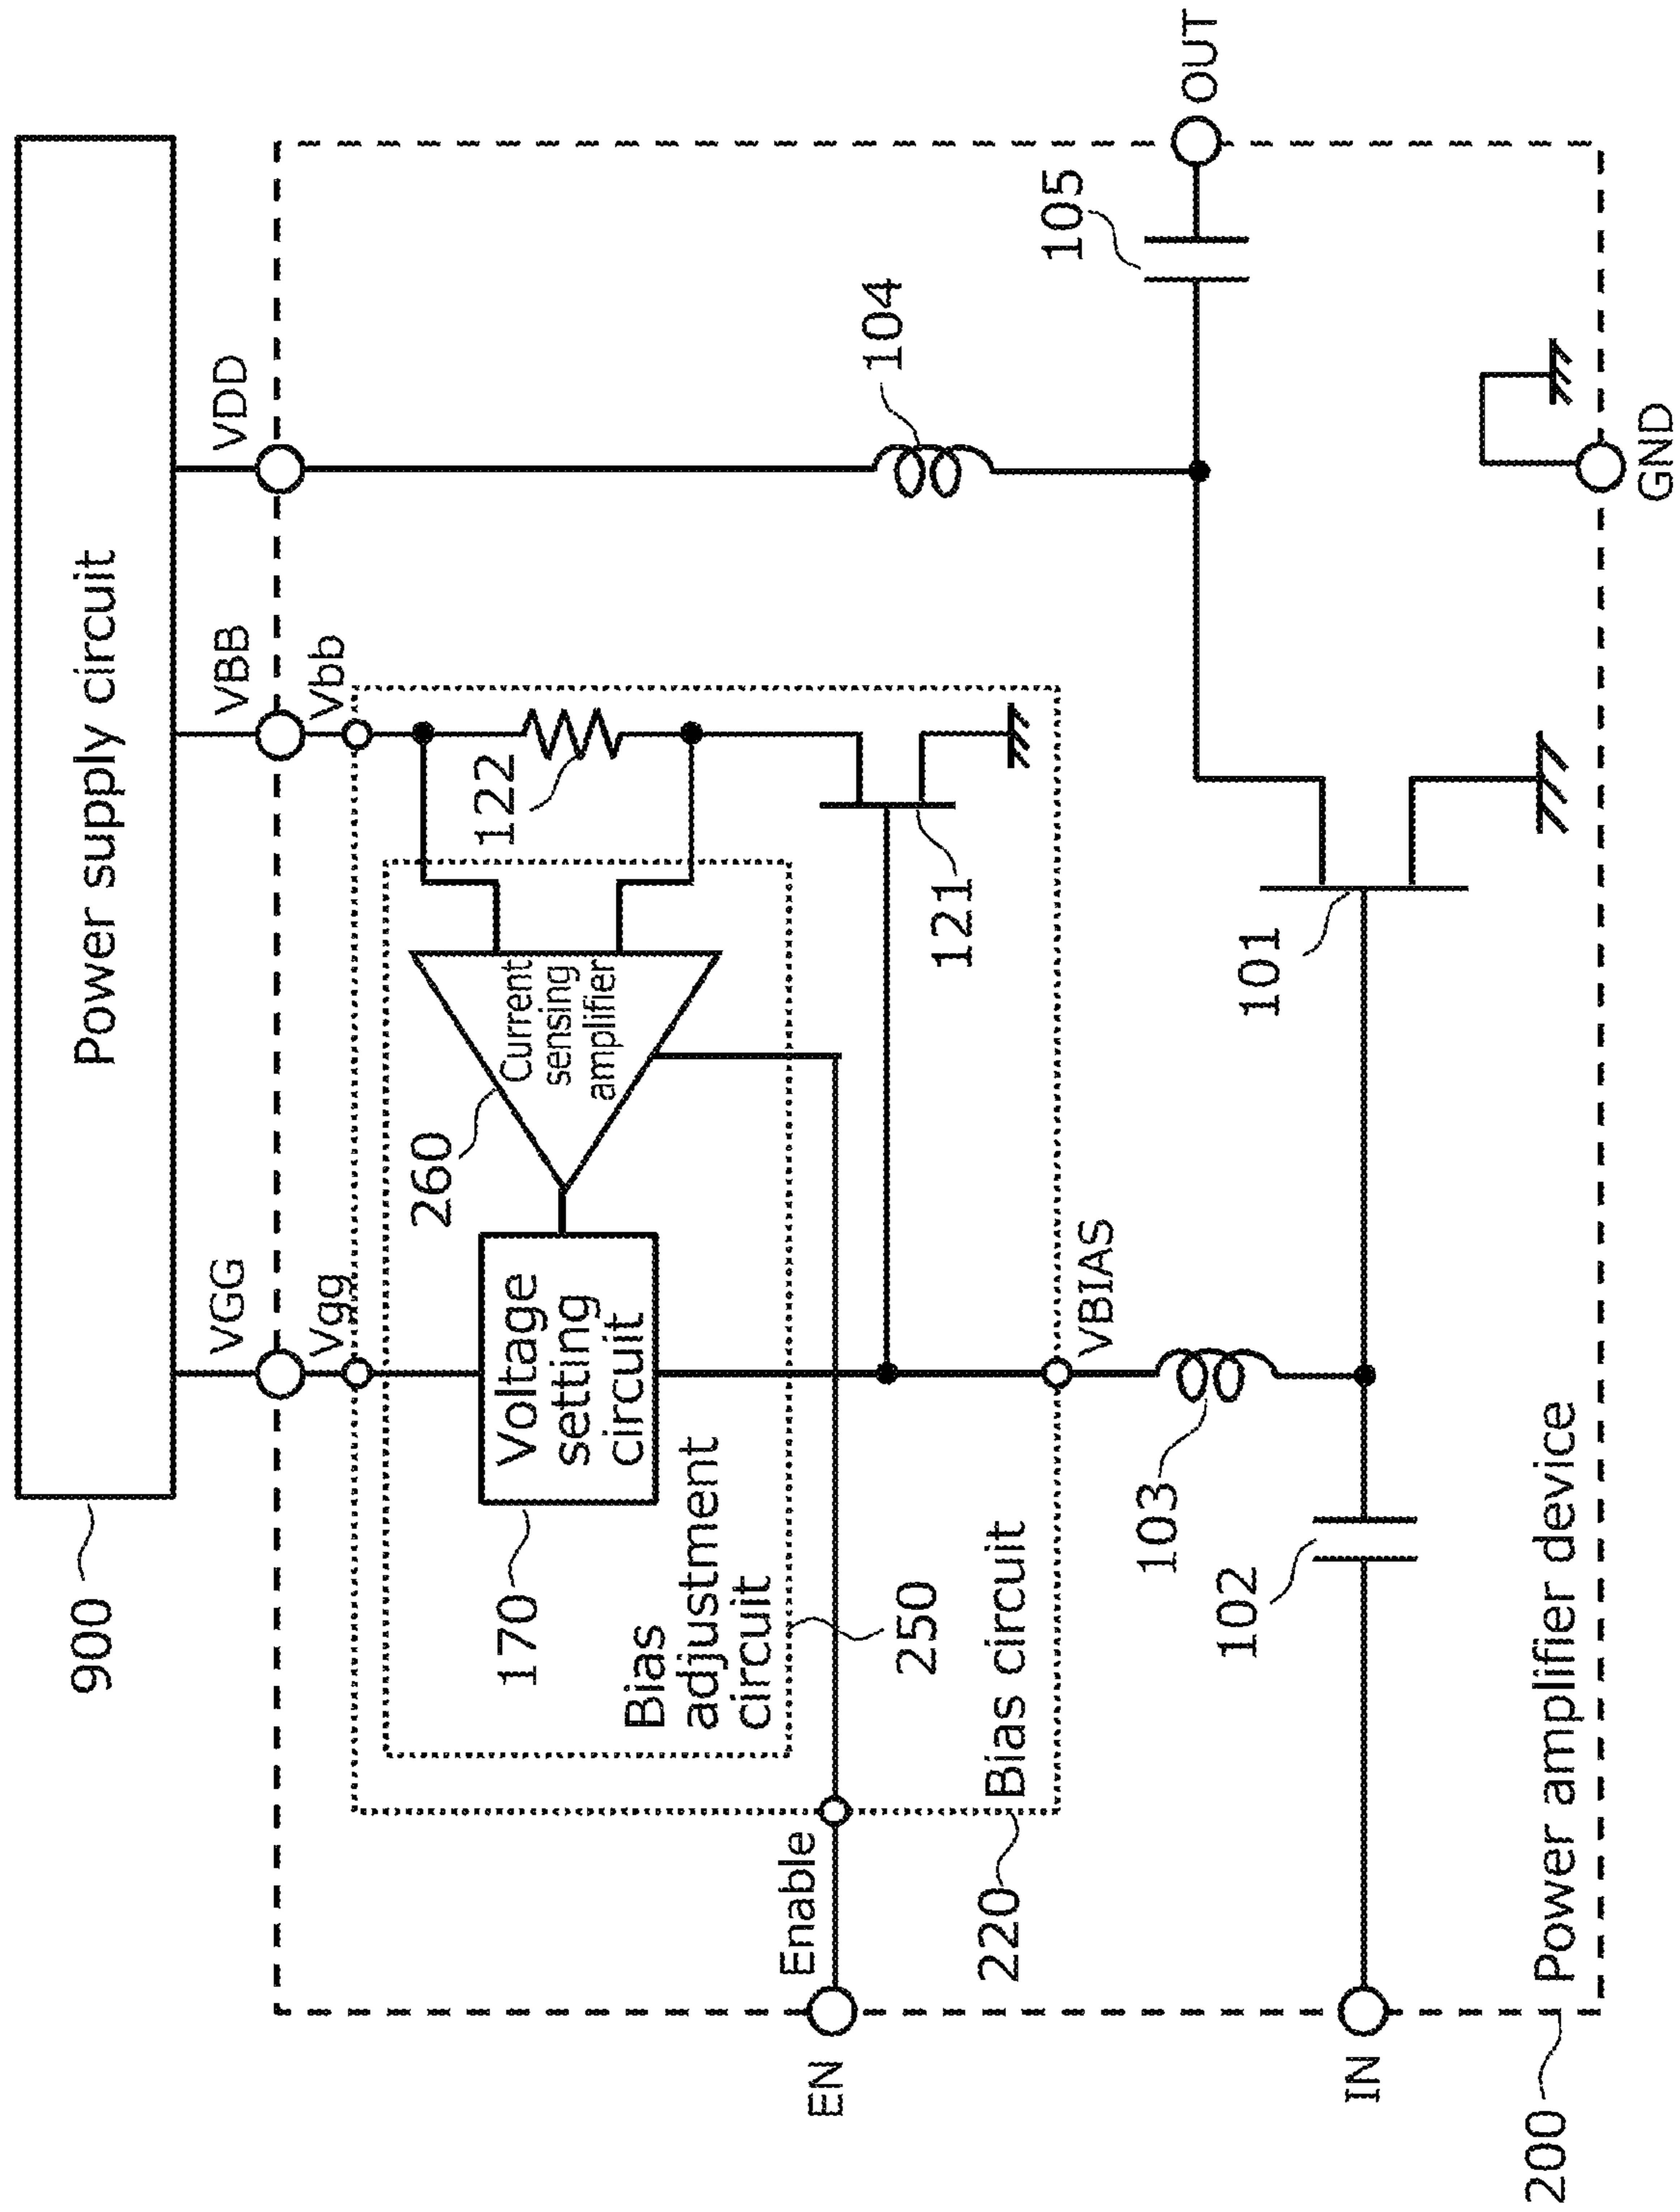 900
Power supply circuit
VGG
VBB
VDD
Vgg
Vbb
260
Current
sensing
amplifier
122
Voltage
setting
circuit
170
Bias
adjustment
circuit
250
121
104
105
OUT
Enable
EN
220
Bias circuit
VBIAS
103
102
101
IN
GND
200
Power amplifier device